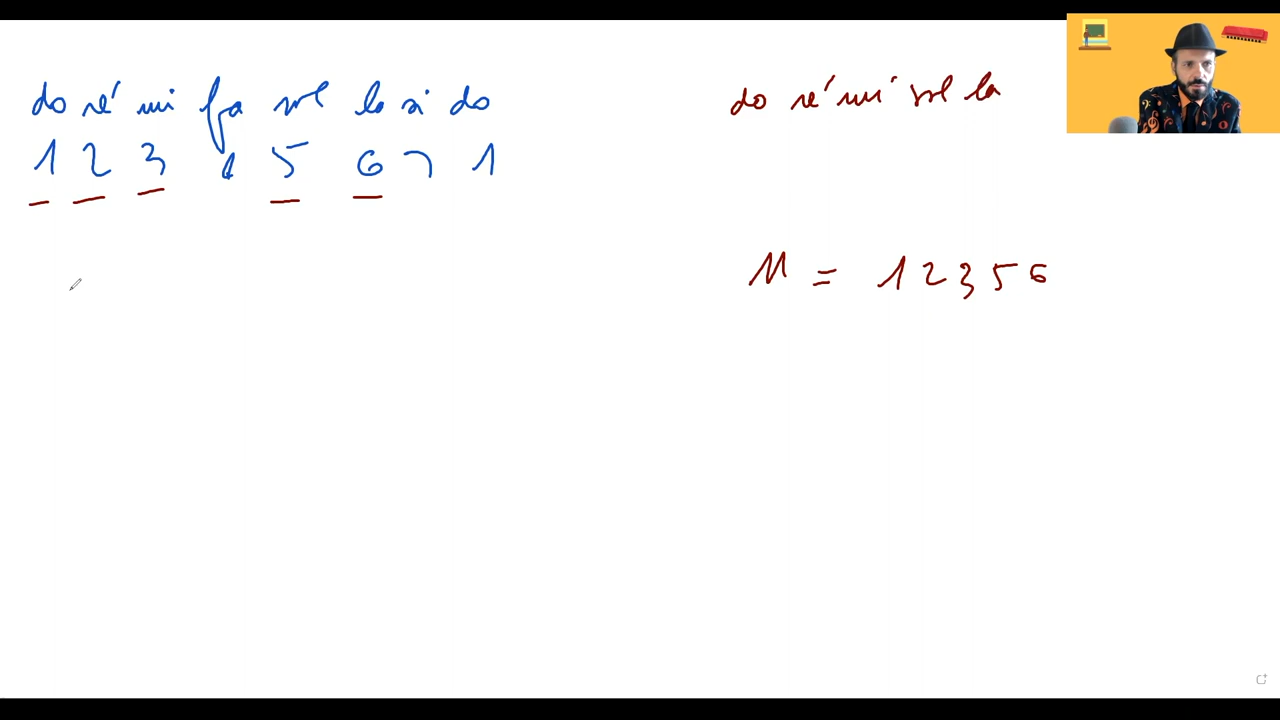 do ré mi fa sol la si do
1 2 3 4 5 6 7 1
do ré mi sol la
M = 1 2 3 5 6